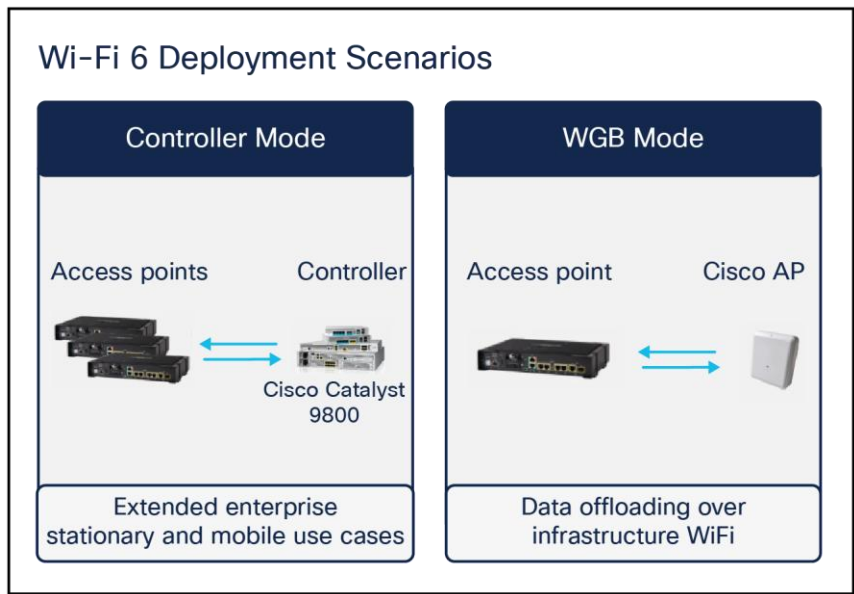 Wi-Fi 6 Deployment Scenarios
Controller Mode
Access points
Controller
Cisco Catalyst
9800
Extended enterprise
stationary and mobile use cases
WGB Mode
Access point
Cisco AP
Data offloading over
infrastructure WiFi